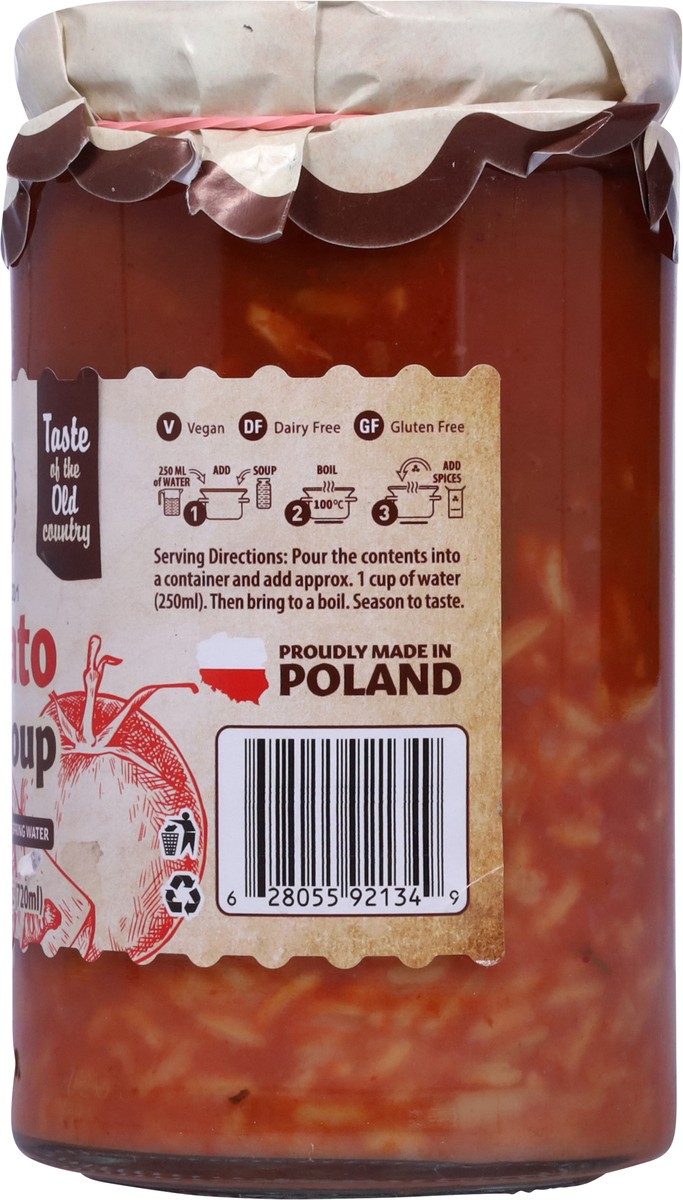 Taste
of the
Old
country
V Vegan DF Dairy Free GF Gluten Free
250 ML
of WATER
ADD
SOUP
BOIL
ADD
SPICES
1
2
100°C
3
Serving Directions: Pour the contents into
a container and add approx. 1 cup of water
(250ml). Then bring to a boil. Season to taste.
PROUDLY MADE IN
POLAND
ato
oup
WATER
720ml)
6 28055 92134 9